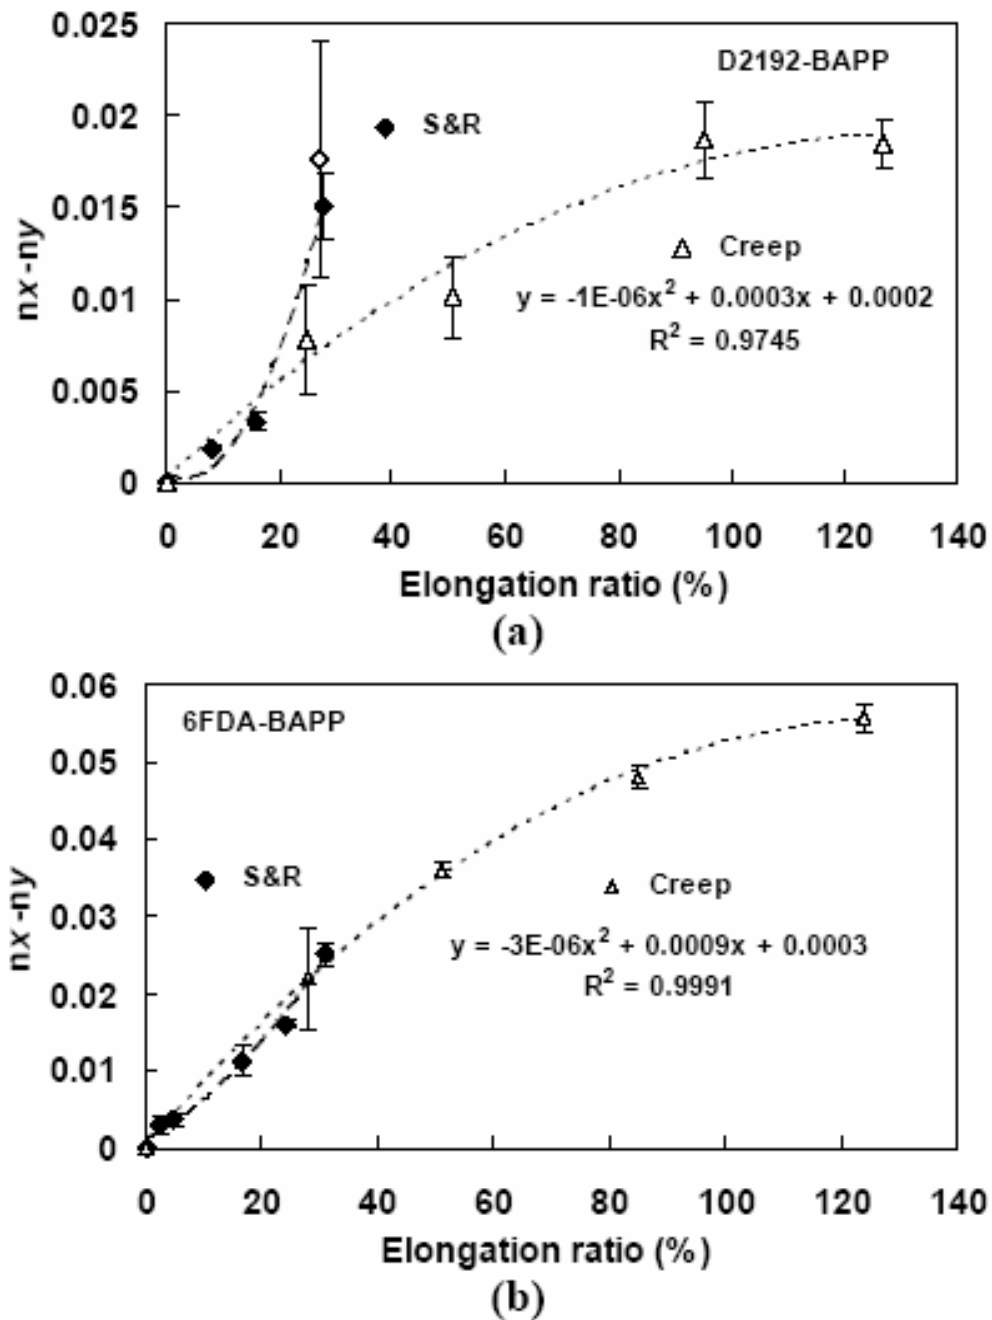 0.025
D2192-BAPP
0.02
S&R
0.015
nx-ny
Creep
0.01
y = -1E-06x² + 0.0003x + 0.0002
R² = 0.9745
0.005
0
0 20 40 60 80 100 120 140
Elongation ratio (%)
(a)
0.06
6FDA-BAPP
0.05
0.04
S&R
Creep
nx-ny
0.03
y = -3E-06x² + 0.0009x + 0.0003
R² = 0.9991
0.02
0.01
0
0 20 40 60 80 100 120 140
Elongation ratio (%)
(b)